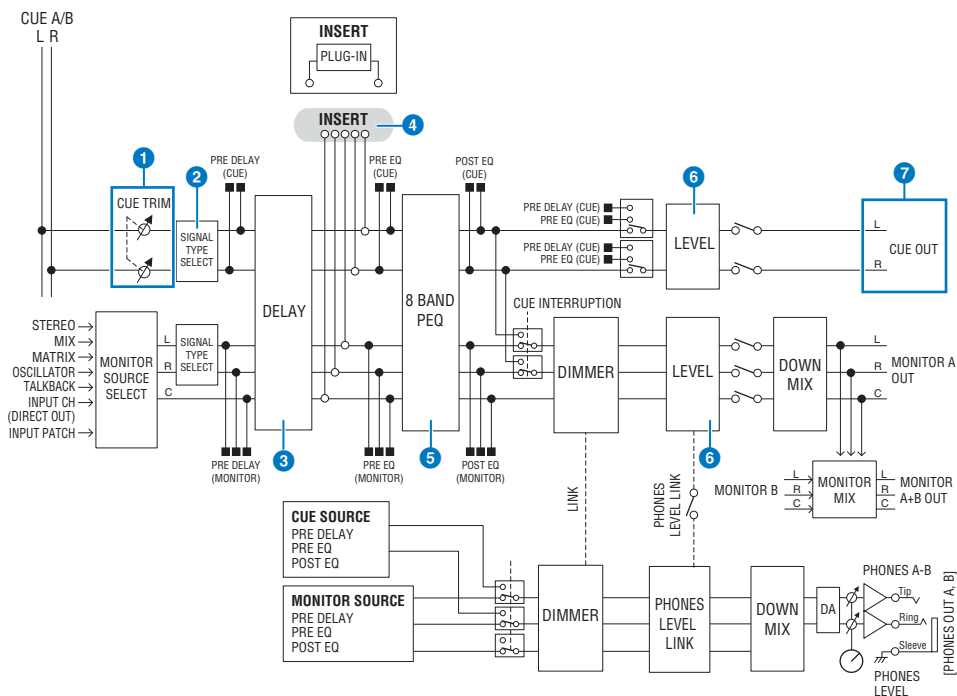 CUE A/B
L R
INSERT
PLUG-IN
INSERT
4
1
CUE TRIM
2
SIGNAL
TYPE
SELECT
PRE DELAY
(CUE)
PRE EQ
(CUE)
POST EQ
(CUE)
DELAY
3
8 BAND
PEQ
5
PRE DELAY (CUE)
PRE EQ (CUE)
PRE DELAY (CUE)
PRE EQ (CUE)
6
LEVEL
7
L
R
CUE OUT
STEREO
MIX
MATRIX
OSCILLATOR
TALKBACK
INPUT CH
(DIRECT OUT)
INPUT PATCH
MONITOR
SOURCE
SELECT
L
R
C
SIGNAL
TYPE
SELECT
CUE INTERRUPTION
DIMMER
LEVEL
6
DOWN
MIX
L
R
C
MONITOR A
OUT
PRE DELAY
(MONITOR)
PRE EQ
(MONITOR)
POST EQ
(MONITOR)
LINK
PHONES
LEVEL LINK
MONITOR B
L
R
C
MONITOR
MIX
L
R
C
MONITOR
A+B OUT
CUE SOURCE
PRE DELAY
PRE EQ
POST EQ
MONITOR SOURCE
PRE DELAY
PRE EQ
POST EQ
DIMMER
PHONES
LEVEL
LINK
DOWN
MIX
DA
PHONES A-B
Tip
Ring
Sleeve
PHONES
LEVEL
[PHONES OUT A, B]